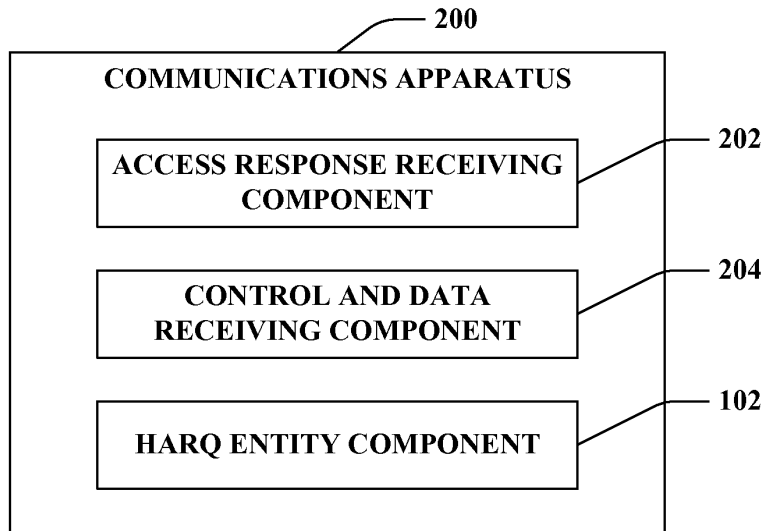 200
COMMUNICATIONS APPARATUS
202
ACCESS RESPONSE RECEIVING
COMPONENT
204
CONTROL AND DATA
RECEIVING COMPONENT
102
HARQ ENTITY COMPONENT